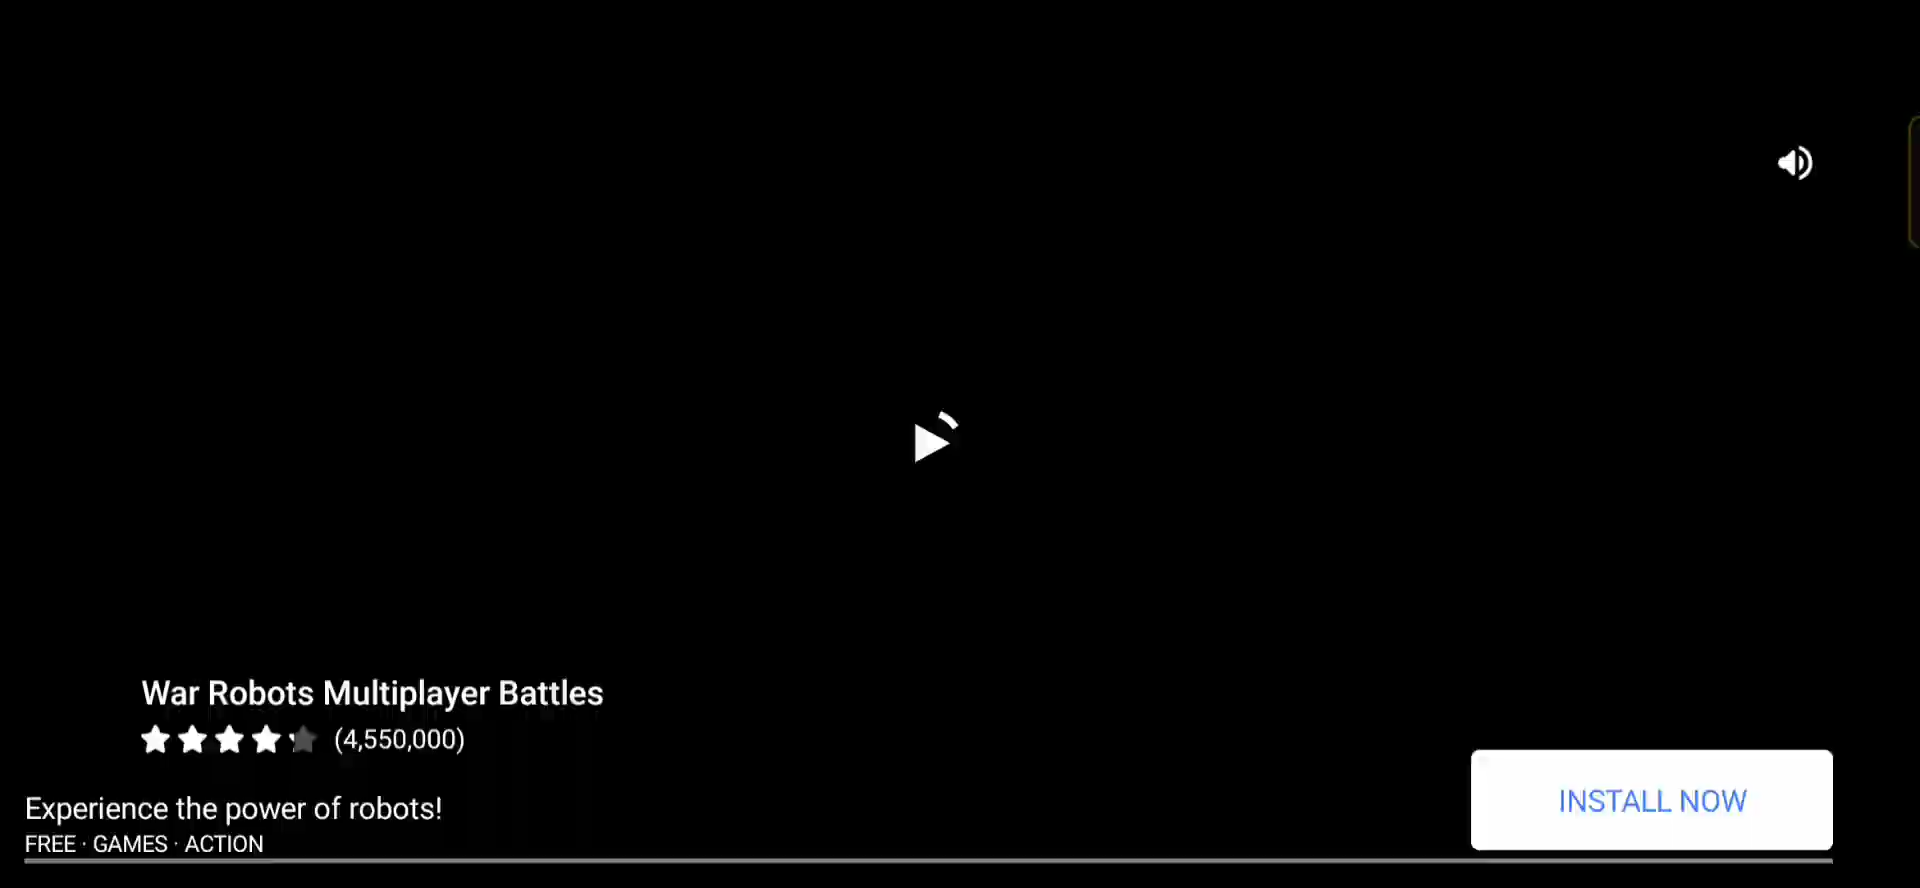 War Robots Multiplayer Battles
(4,550,000)
Experience the power of robots!
FREE · GAMES · ACTION
INSTALL NOW